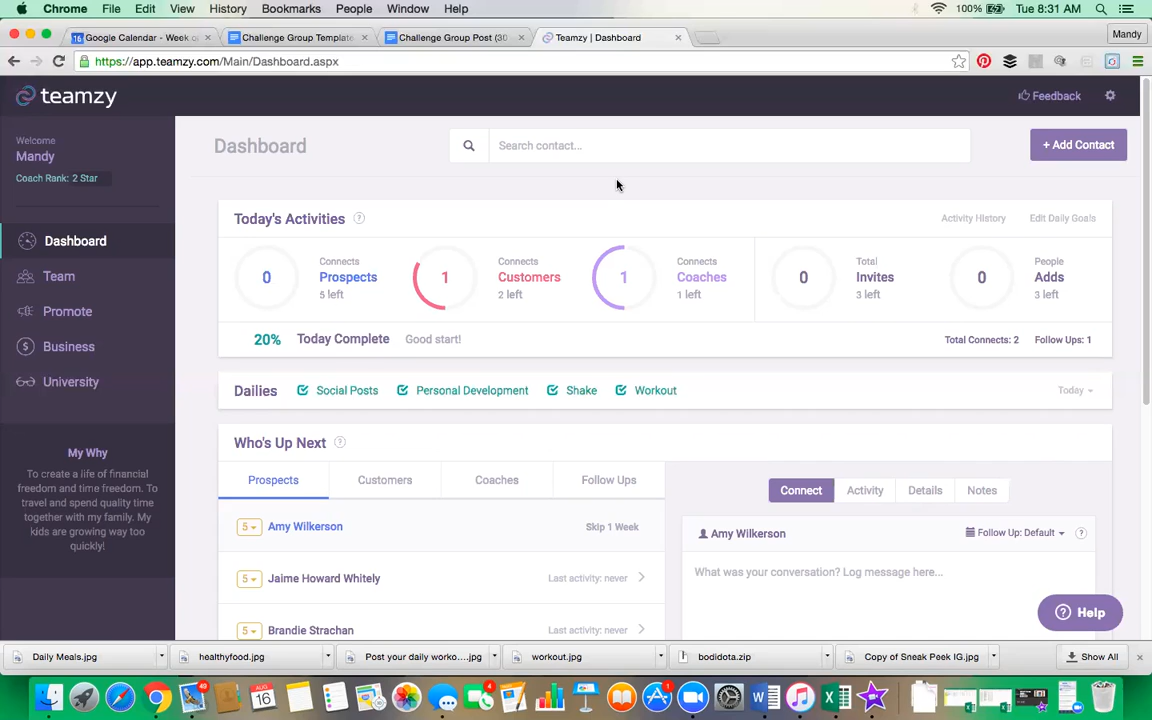 Chrome File Edit View History Bookmarks People Window Help 100% Tue 8:31 AM
Google Calendar - Week o Challenge Group Template Challenge Group Post (30 Teamzy | Dashboard Mandy
https://app.teamzy.com/Main/Dashboard.aspx
teamzy Feedback
Welcome
Mandy
Coach Rank: 2 Star
Dashboard
Team
Promote
Business
University
My Why
To create a life of financial
freedom and time freedom. To
travel and spend quality time
together with my family. My
kids are growing way too
quickly!
Dashboard Search contact... + Add Contact
Today's Activities ? Activity History Edit Daily Goals
0 Connects Prospects 5 left
1 Connects Customers 2 left
1 Connects Coaches 1 left
0 Total Invites 3 left
0 People Adds 3 left
20% Today Complete Good start! Total Connects: 2 Follow Ups: 1
Dailies Social Posts Personal Development Shake Workout Today
Who's Up Next ?
Prospects Customers Coaches Follow Ups
5 Amy Wilkerson Skip 1 Week
5 Jaime Howard Whitely Last activity: never
5 Brandie Strachan Last activity: never
Connect Activity Details Notes
Amy Wilkerson Follow Up: Default ?
What was your conversation? Log message here...
? Help
Daily Meals.jpg healthyfood.jpg Post your daily worko....jpg workout.jpg bodidota.zip Copy of Sneak Peek IG.jpg Show All